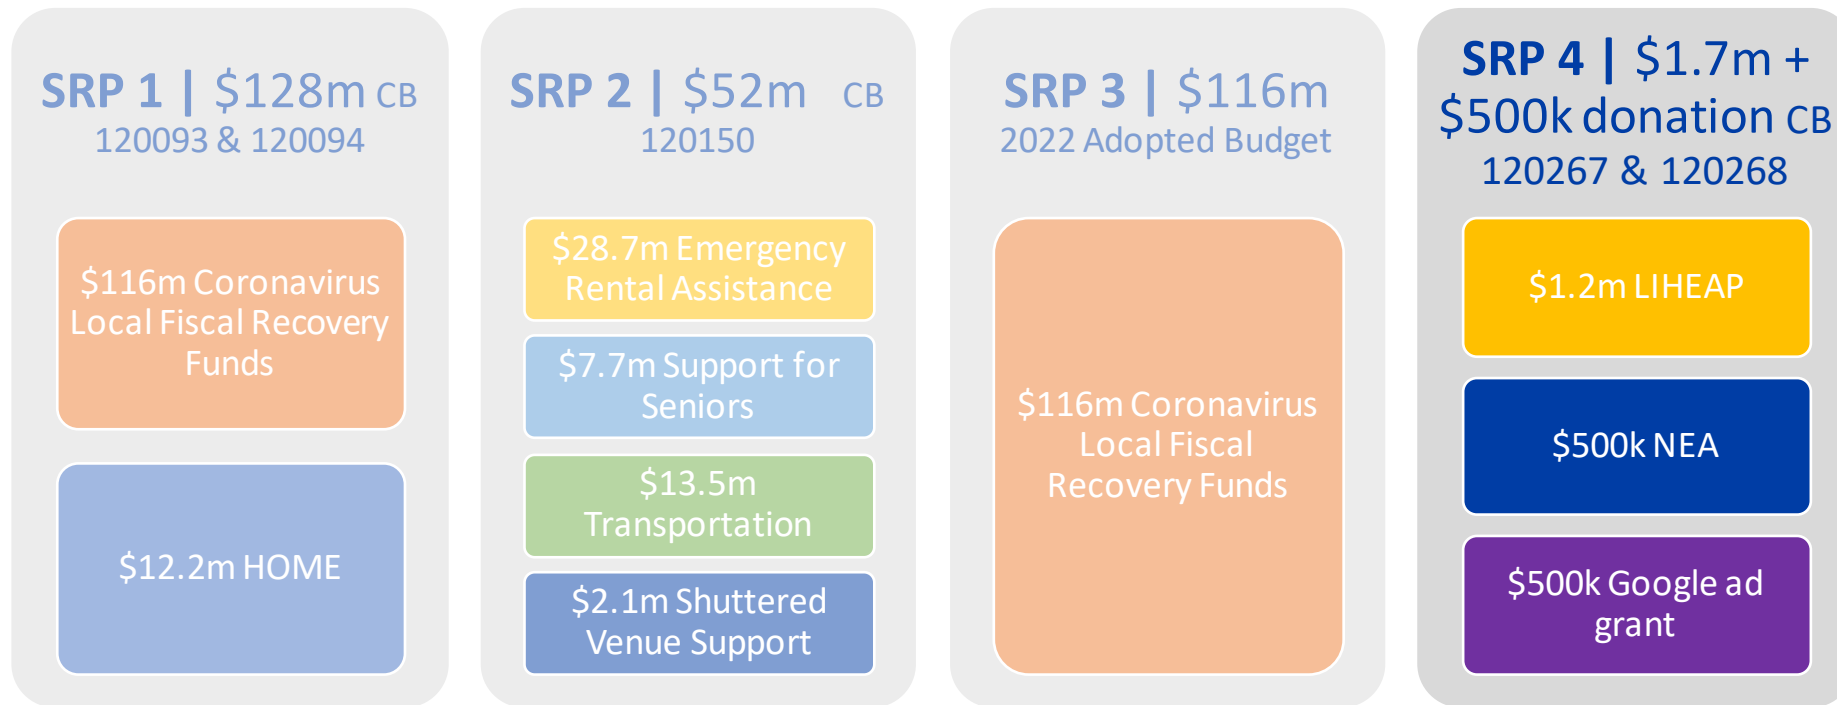 SRP 1 | $128m CB
120093 & 120094
$116m Coronavirus
Local Fiscal Recovery
Funds
$12.2m HOME
SRP 2 | $52m CB
120150
$28.7m Emergency
Rental Assistance
$7.7m Support for
Seniors
$13.5m
Transportation
$2.1m Shuttered
Venue Support
SRP 3 | $116m
2022 Adopted Budget
$116m Coronavirus
Local Fiscal
Recovery Funds
SRP 4 | $1.7m +
$500k donation CB
120267 & 120268
$1.2m LIHEAP
$500k NEA
$500k Google ad
grant